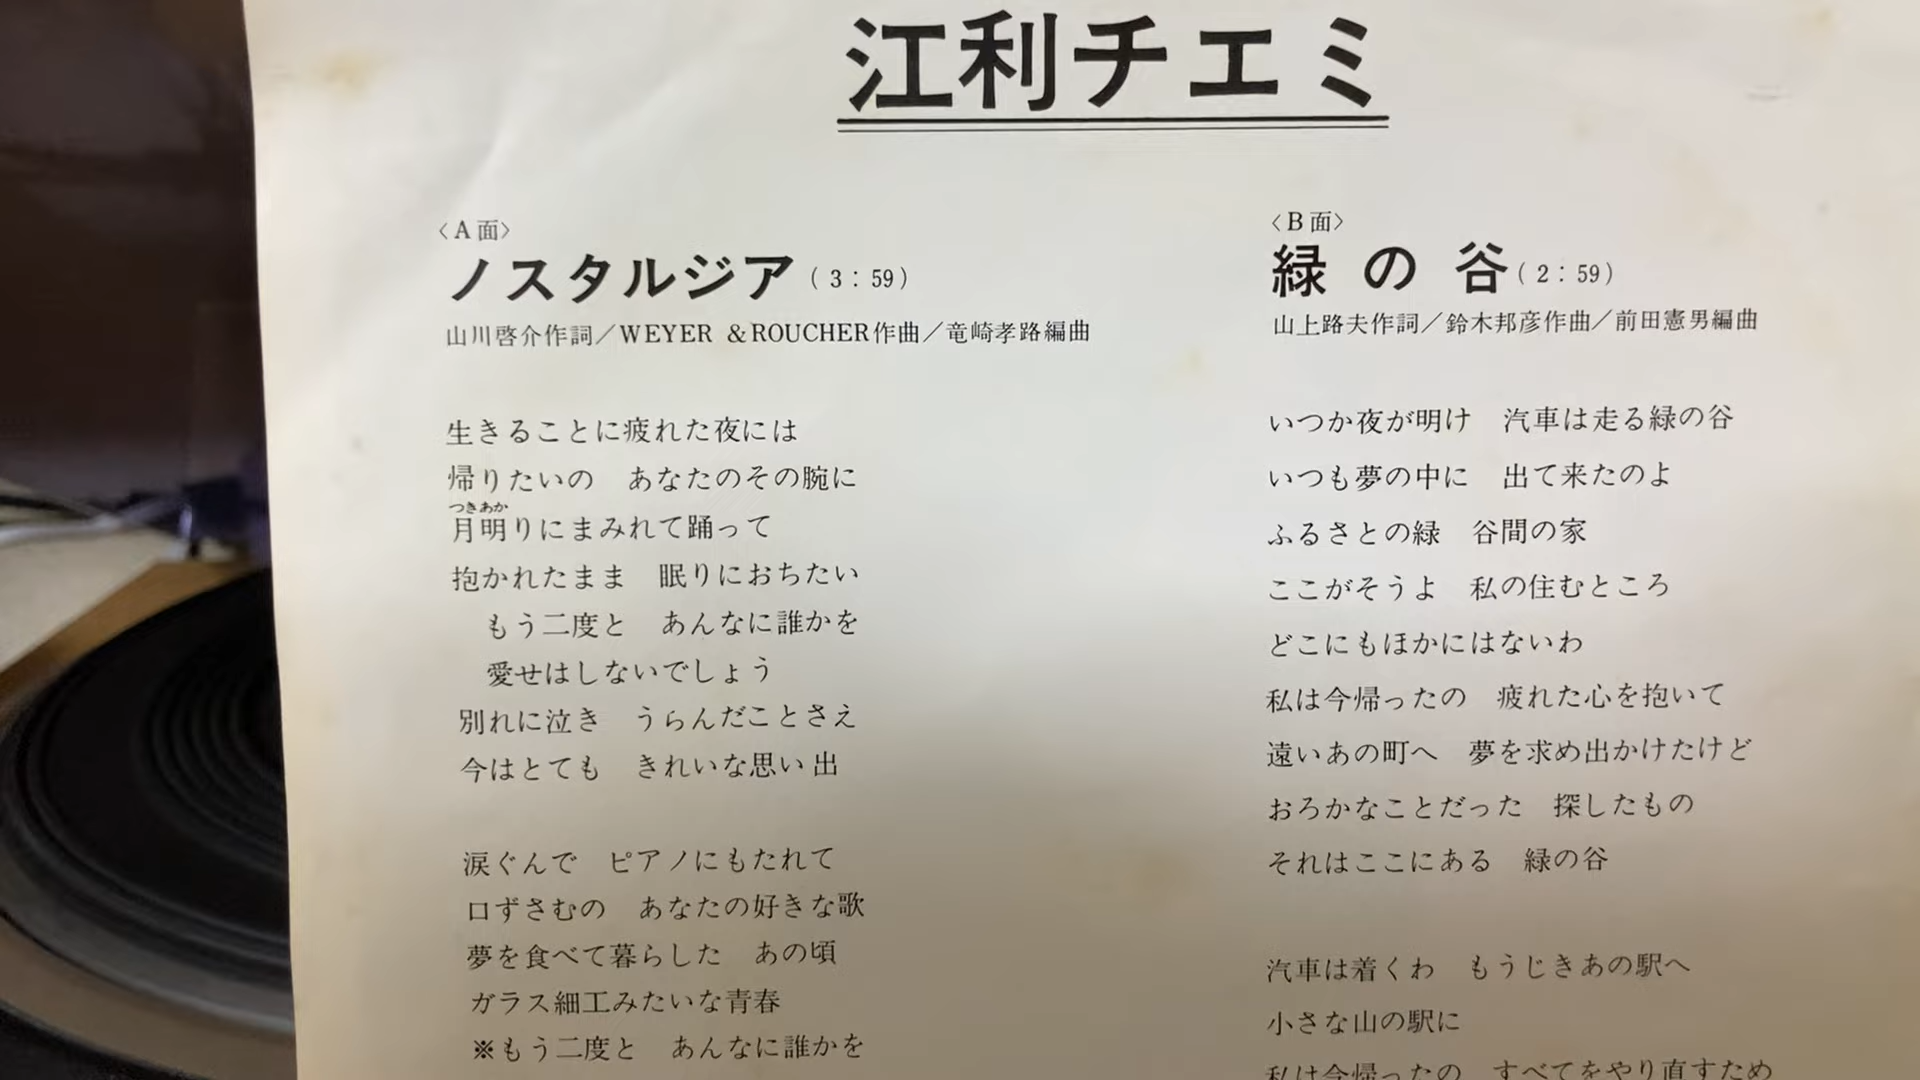 江利チエミ
〈A面〉
ノスタルジア(3:59)
山川啓介作詞／WEYER &ROUCHER作曲／竜崎孝路編曲
生きることに疲れた夜には
帰りたいの　あなたのその腕に
つきあか
月明りにまみれて踊って
抱かれたまま　眠りにおちたい
もう二度と　あんなに誰かを
愛せはしないでしょう
別れに泣き　うらんだことさえ
今はとても　きれいな思い出
涙ぐんで　ピアノにもたれて
口ずさむの　あなたの好きな歌
夢を食べて暮らした　あの頃
ガラス細工みたいな青春
※もう二度と　あんなに誰かを
〈B面〉
緑の谷(2:59)
山上路夫作詞／鈴木邦彦作曲／前田憲男編曲
いつか夜が明け　汽車は走る緑の谷
いつも夢の中に　出て来たのよ
ふるさとの緑　谷間の家
ここがそうよ　私の住むところ
どこにもほかにはないわ
私は今帰ったの　疲れた心を抱いて
遠いあの町へ　夢を求め出かけたけど
おろかなことだった　探したもの
それはここにある　緑の谷
汽車は着くわ　もうじきあの駅へ
小さな山の駅に
私は今帰ったの　すべてをやり直すため